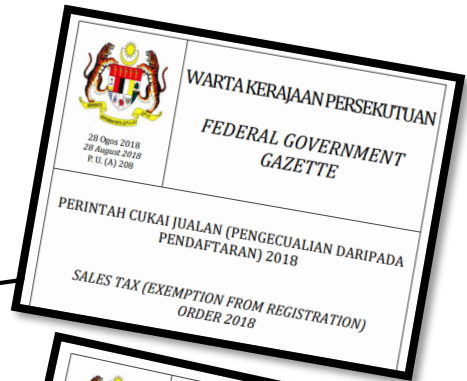 WARTA KERAJAAN PERSEKUTUAN
FEDERAL GOVERNMENT
GAZETTE
28 Ogos 2018
28 August 2018
P. U. (A) 208
PERINTAH CUKAI JUALAN (PENGECUALIAN DARIPADA
PENDAFTARAN) 2018
SALES TAX (EXEMPTION FROM REGISTRATION)
ORDER 2018